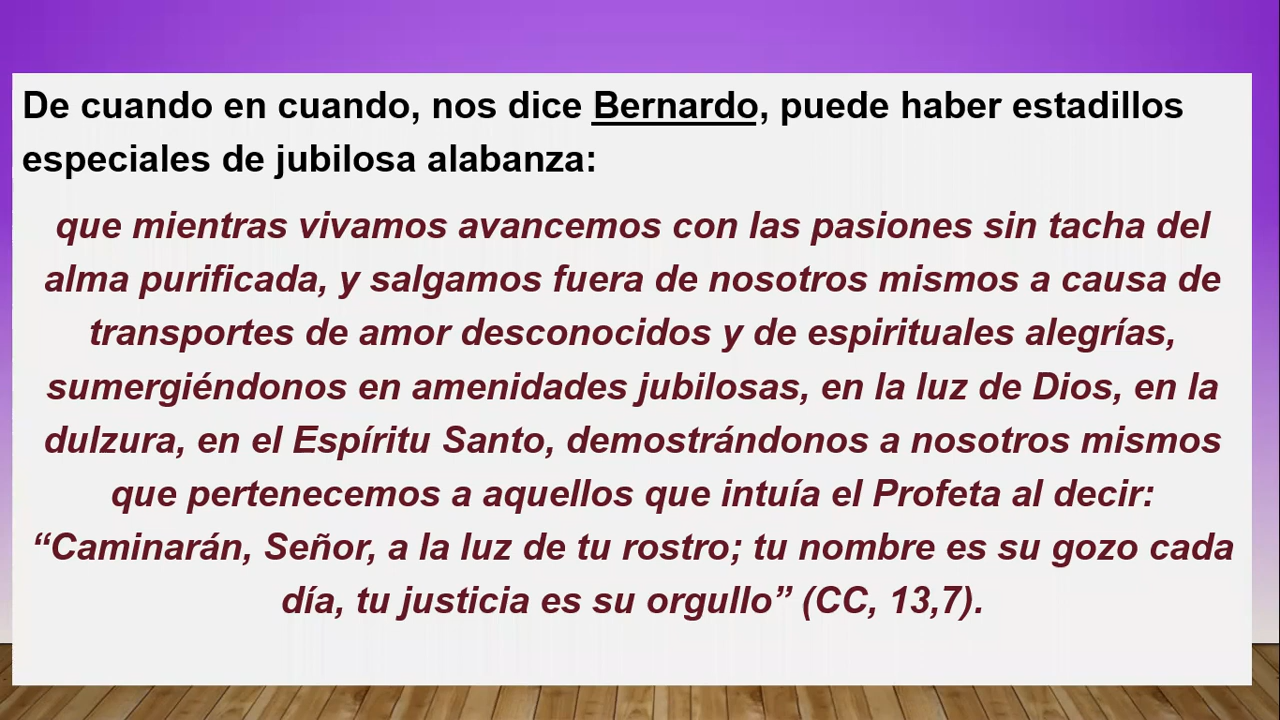 De cuando en cuando, nos dice Bernardo, puede haber estadillos
especiales de jubilosa alabanza:
que mientras vivamos avancemos con las pasiones sin tacha del
alma purificada, y salgamos fuera de nosotros mismos a causa de
transportes de amor desconocidos y de espirituales alegrías,
sumergiéndonos en amenidades jubilosas, en la luz de Dios, en la
dulzura, en el Espíritu Santo, demostrándonos a nosotros mismos
que pertenecemos a aquellos que intuía el Profeta al decir:
“Caminarán, Señor, a la luz de tu rostro; tu nombre es su gozo cada
día, tu justicia es su orgullo” (CC, 13,7).